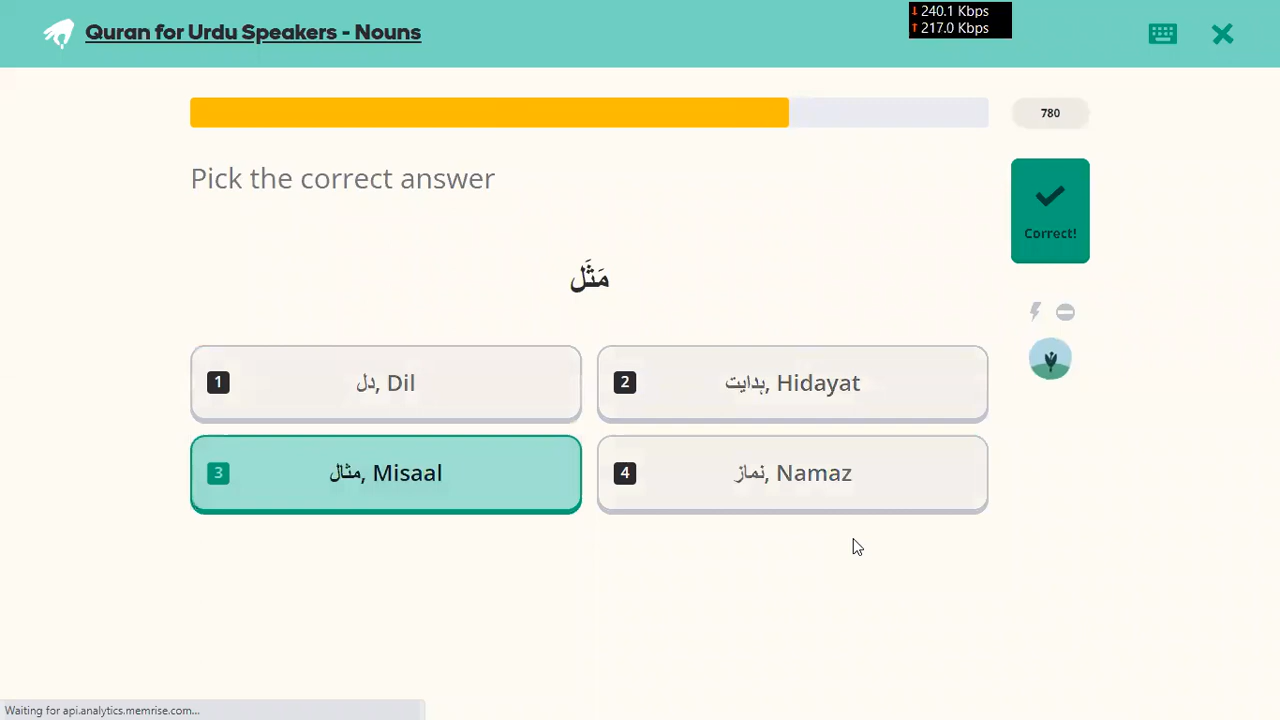 Quran for Urdu Speakers - Nouns
↓ 240.1 Kbps
↑ 217.0 Kbps
780
Pick the correct answer
Correct!
مَثَل
1 دل, Dil
2 ہدایت, Hidayat
3 مثال, Misaal
4 نماز, Namaz
Waiting for api.analytics.memrise.com...